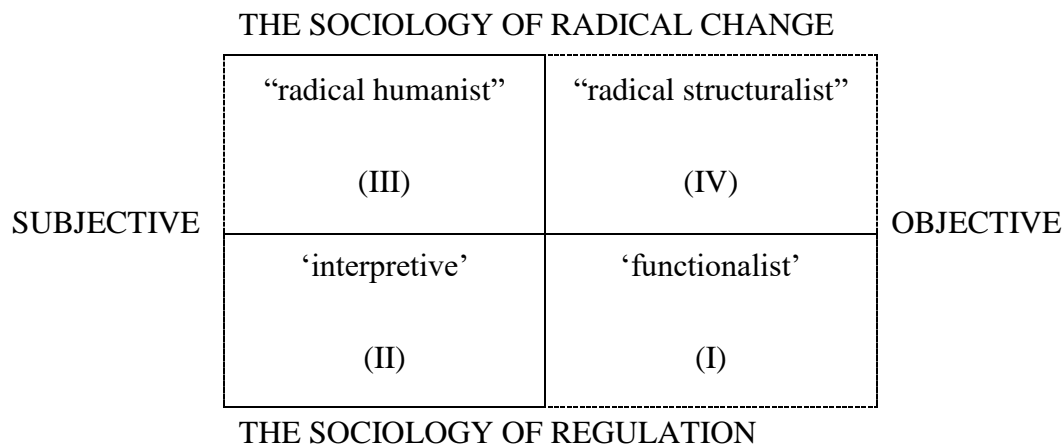 THE SOCIOLOGY OF RADICAL CHANGE
“radical humanist” “radical structuralist”
(III) (IV)
SUBJECTIVE OBJECTIVE
‘interpretive’ ‘functionalist’
(II) (I)
THE SOCIOLOGY OF REGULATION